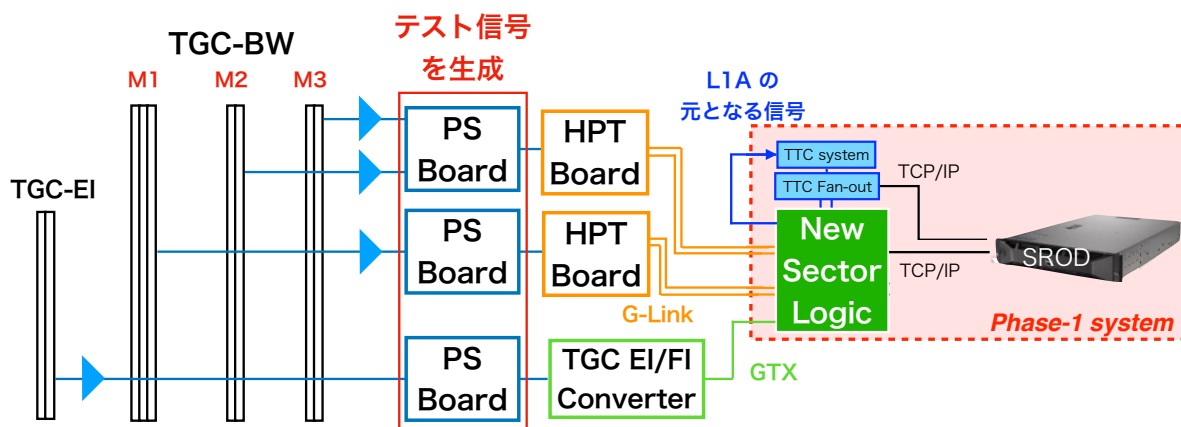 テスト信号
を生成
TGC-BW
M1
M2
M3
L1A の
元となる信号
PS
Board
HPT
Board
TTC system
TTC Fan-out
TCP/IP
TGC-EI
PS
Board
HPT
Board
New
Sector
Logic
TCP/IP
SROD
G-Link
Phase-1 system
PS
Board
TGC EI/FI
Converter
GTX